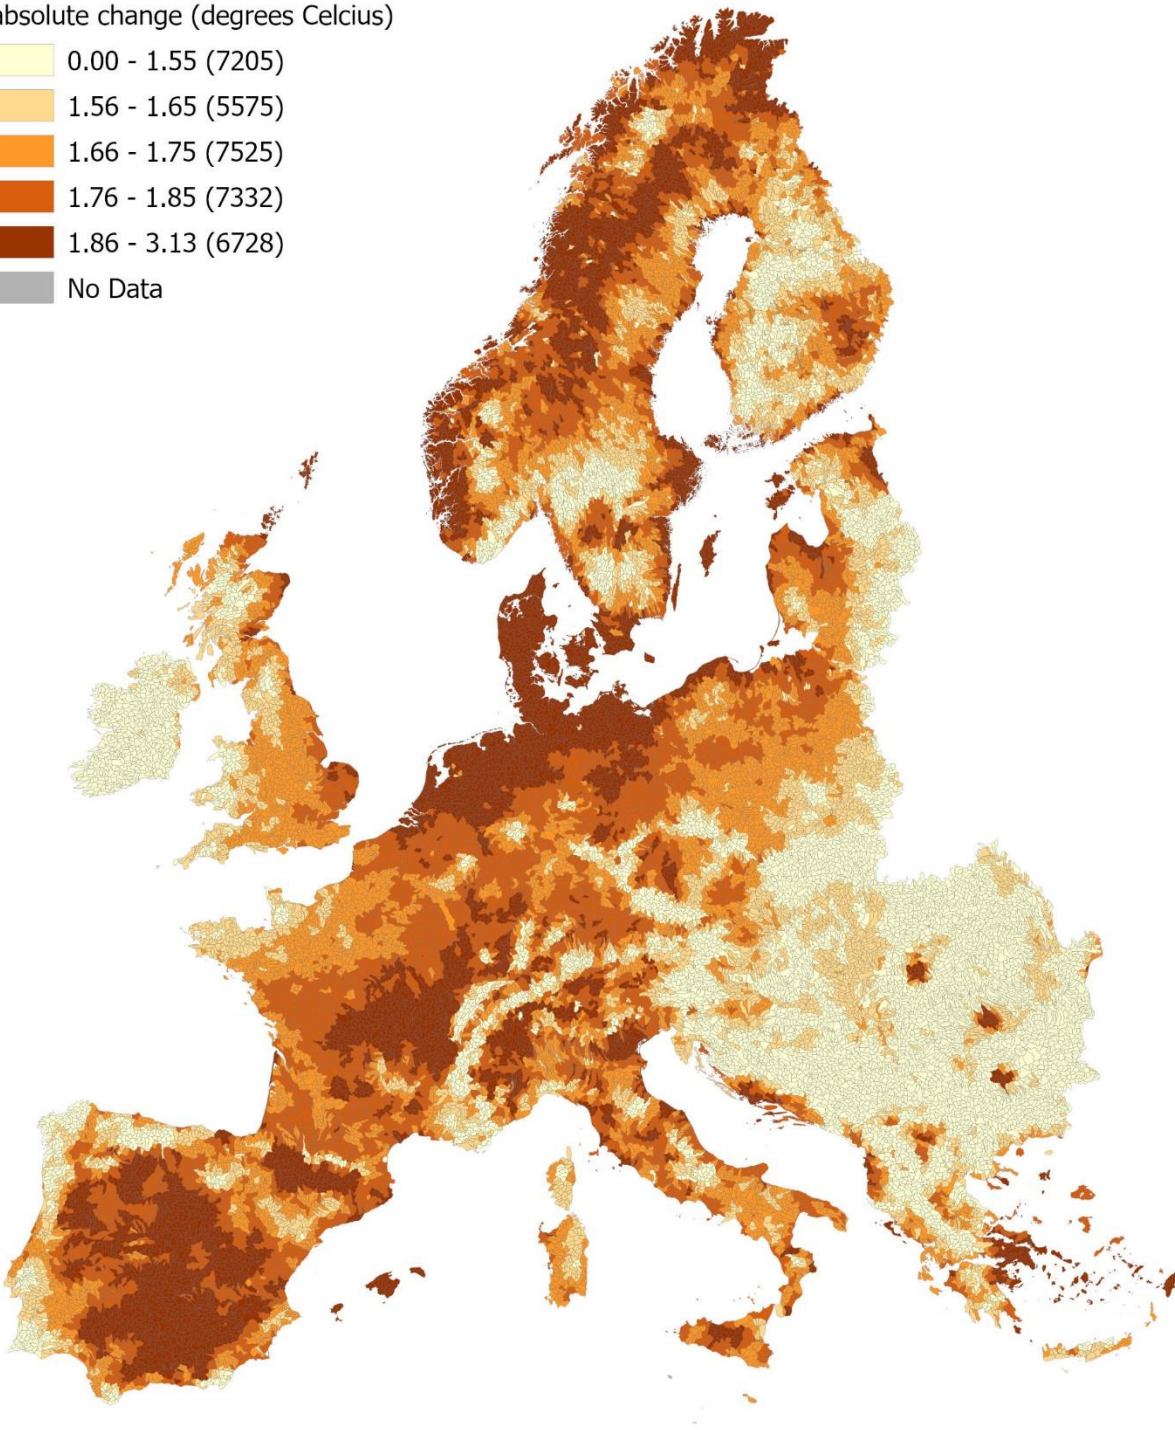 absolute change (degrees Celcius)
0.00 - 1.55 (7205)
1.56 - 1.65 (5575)
1.66 - 1.75 (7525)
1.76 - 1.85 (7332)
1.86 - 3.13 (6728)
No Data